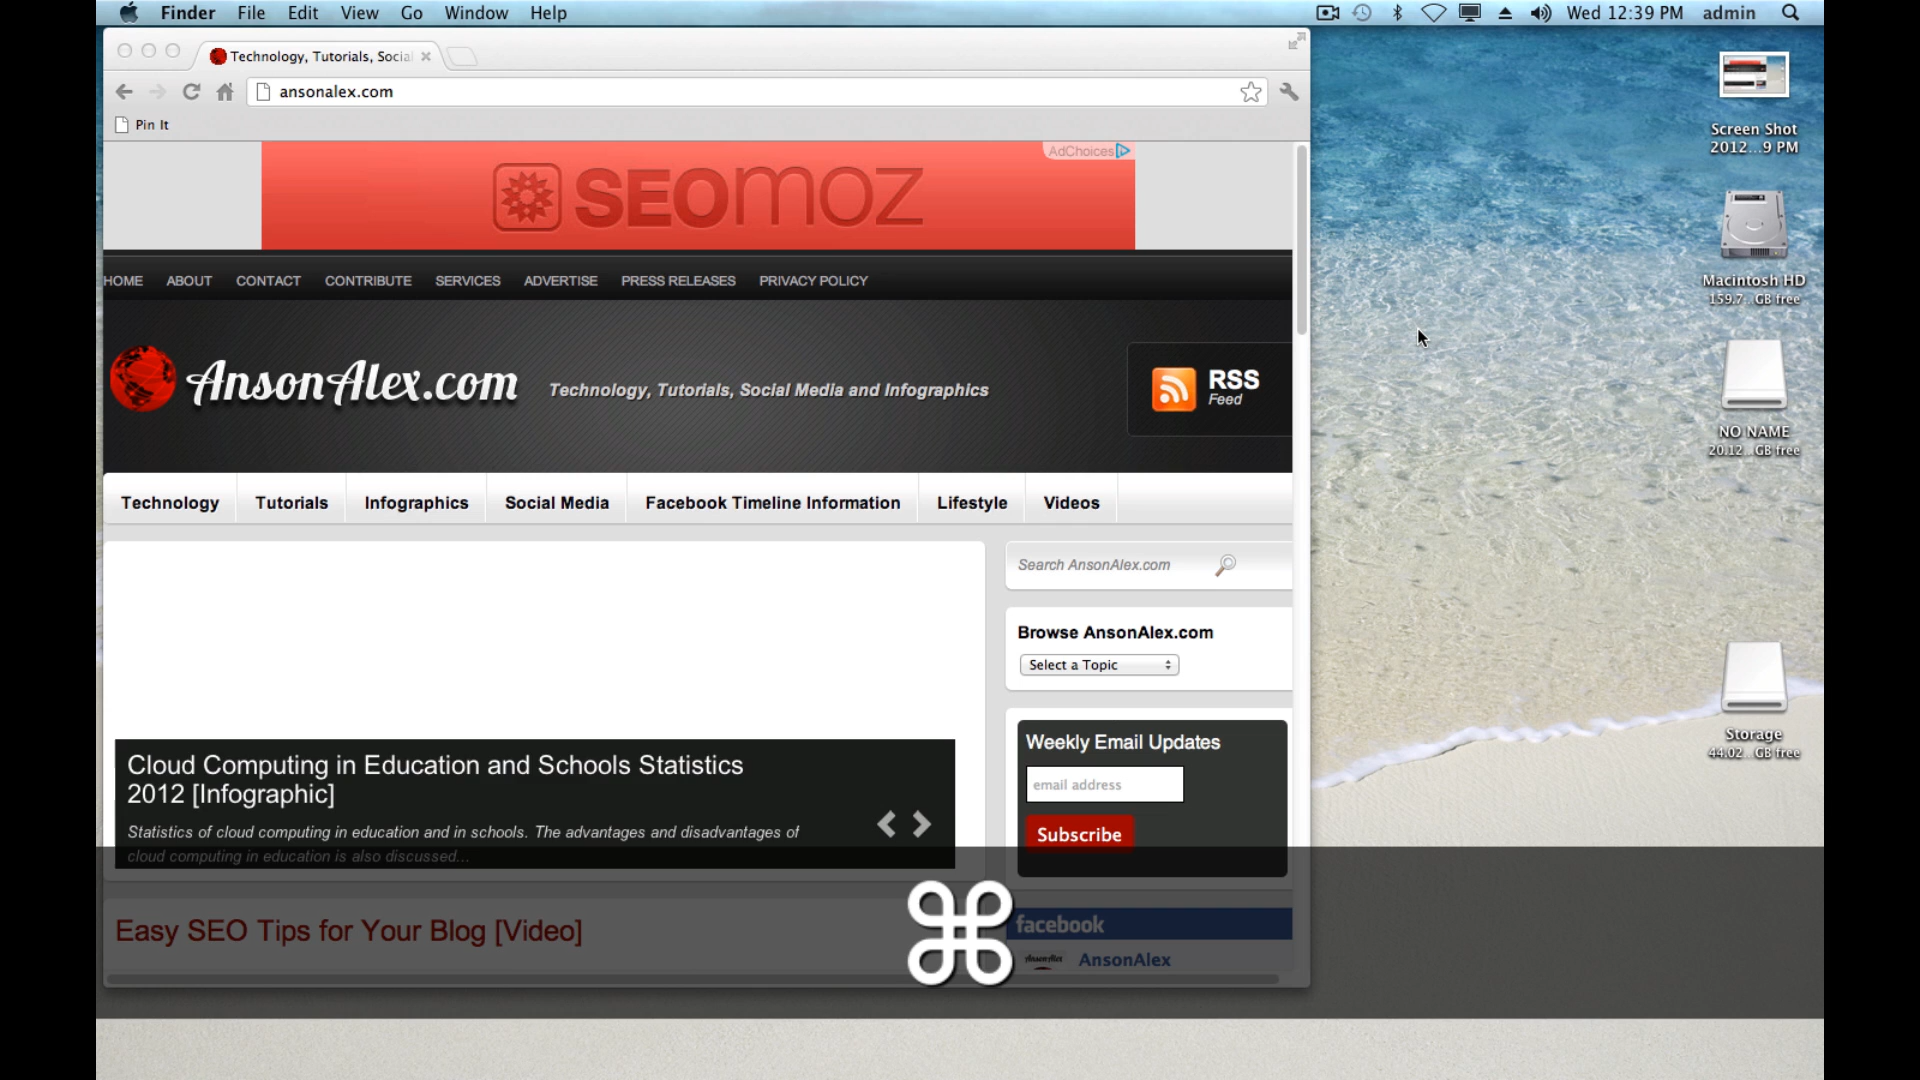 Finder File Edit View Go Window Help
Wed 12:39 PM admin
Technology, Tutorials, Social
ansonalex.com
Pin It
AdChoices
SEOmoz
HOME ABOUT CONTACT CONTRIBUTE SERVICES ADVERTISE PRESS RELEASES PRIVACY POLICY
AnsonAlex.com
Technology, Tutorials, Social Media and Infographics
RSS
Feed
Technology Tutorials Infographics Social Media Facebook Timeline Information Lifestyle Videos
Search AnsonAlex.com
Browse AnsonAlex.com
Select a Topic
Weekly Email Updates
email address
Subscribe
Cloud Computing in Education and Schools Statistics
2012 [Infographic]
Statistics of cloud computing in education and in schools. The advantages and disadvantages of
cloud computing in education is also discussed...
Easy SEO Tips for Your Blog [Video]
⌘
facebook
AnsonAlex
AnsonAlex
Screen Shot
2012...9 PM
Macintosh HD
159.7...GB free
NO NAME
20.12...GB free
Storage
44.02...GB free